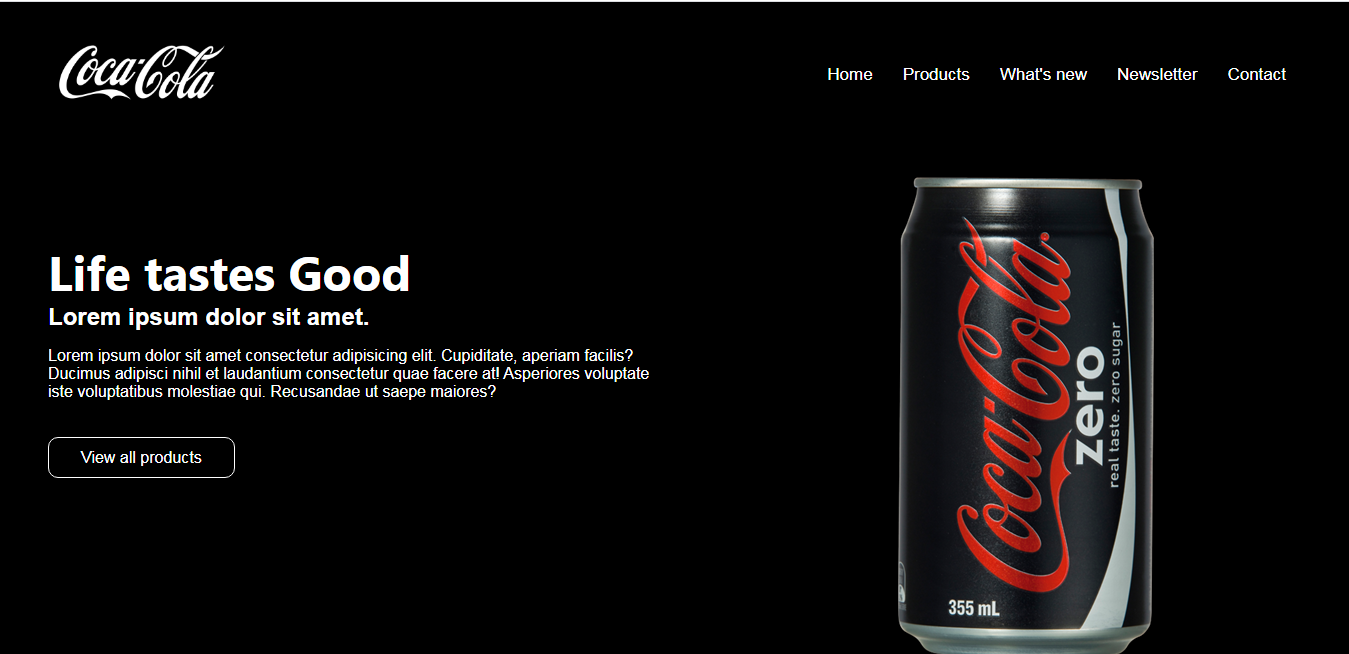 Coca-Cola
Home Products What's new Newsletter Contact
Life tastes Good
Lorem ipsum dolor sit amet.
Lorem ipsum dolor sit amet consectetur adipisicing elit. Cupiditate, aperiam facilis?
Ducimus adipisci nihil et laudantium consectetur quae facere at! Asperiores voluptate
iste voluptatibus molestiae qui. Recusandae ut saepe maiores?
View all products
Coca-Cola
zero
real taste. zero sugar
355 mL